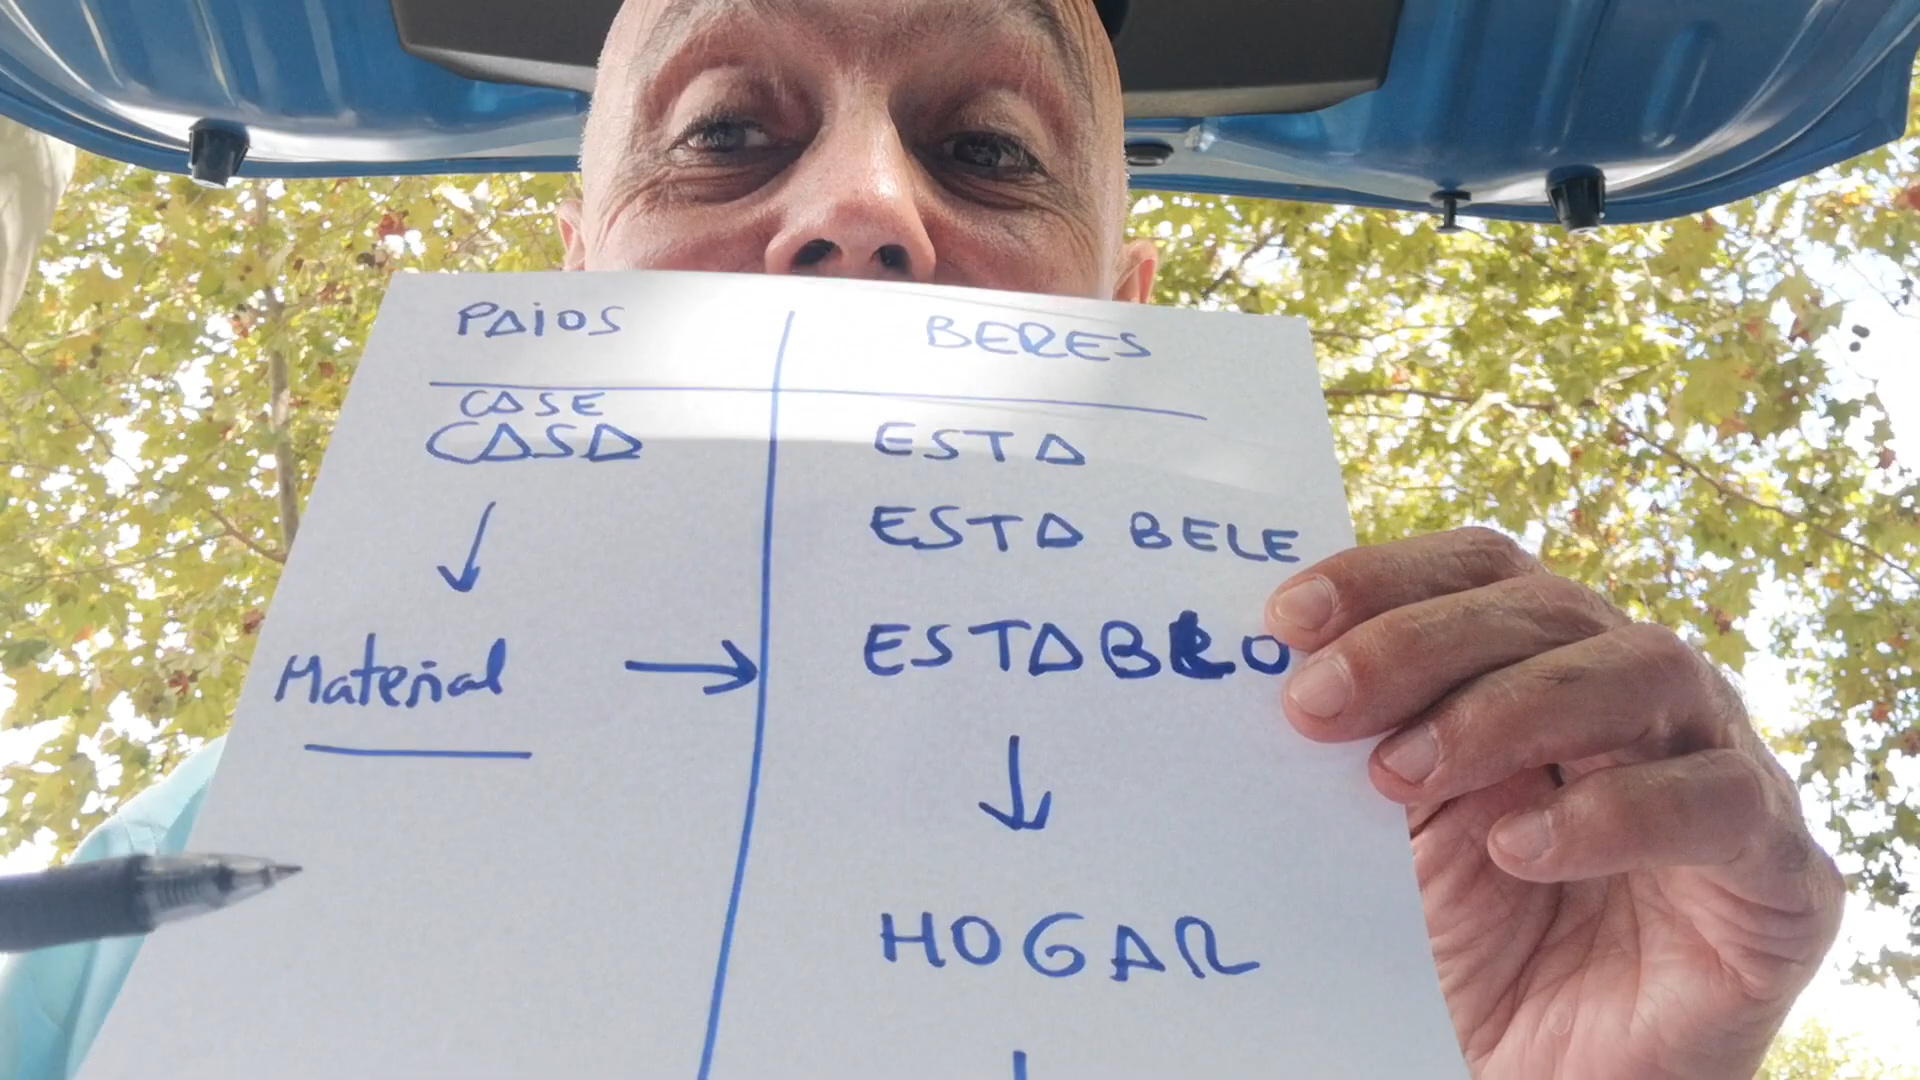 PAiOS
BERES
CASE
CASA
Material
ESTA
ESTA BELE
ESTABLO
HOGAR